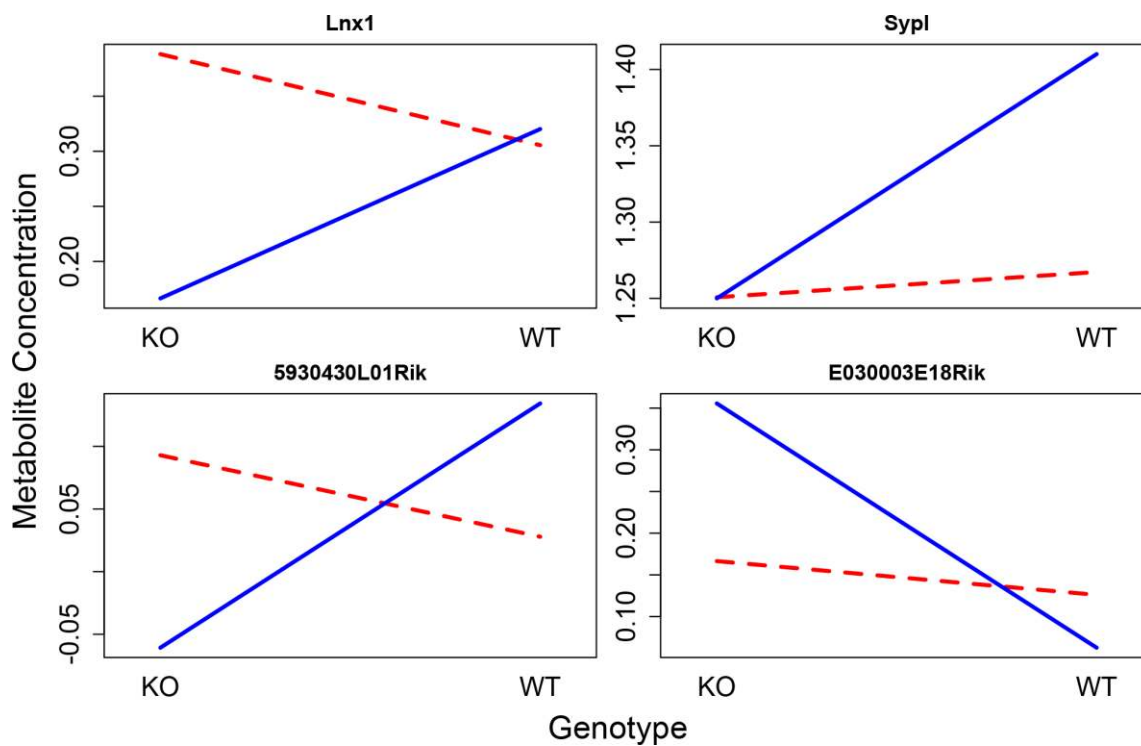 Lnx1
Sypl
0.30
0.20
1.40
1.35
1.30
1.25
KO
WT
KO
WT
Metabolite Concentration
5930430L01Rik
E030003E18Rik
0.05
-0.05
0.30
0.20
0.10
KO
WT
KO
WT
Genotype